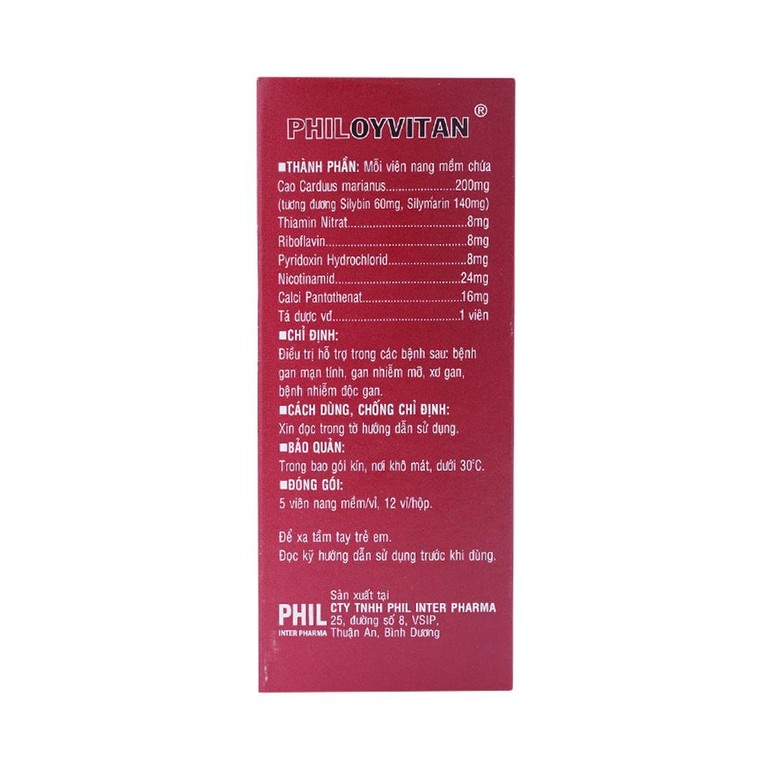 PHILOYVITAN®
■THÀNH PHẦN: Mỗi viên nang mềm chứa
Cao Carduus marianus......................200mg
(tương đương Silybin 60mg, Silymarin 140mg)
Thiamin Nitrat..........................8mg
Riboflavin..............................8mg
Pyridoxin Hydrochlorid..................8mg
Nicotinamid............................24mg
Calci Pantothenat......................16mg
Tá dược vđ............................1 viên
■CHỈ ĐỊNH:
Điều trị hỗ trợ trong các bệnh sau: bệnh
gan mạn tính, gan nhiễm mỡ, xơ gan,
bệnh nhiễm độc gan.
■CÁCH DÙNG, CHỐNG CHỈ ĐỊNH:
Xin đọc trong tờ hướng dẫn sử dụng.
■BẢO QUẢN:
Trong bao gói kín, nơi khô mát, dưới 30°C.
■ĐÓNG GÓI:
5 viên nang mềm/vỉ, 12 vỉ/hộp.
Để xa tầm tay trẻ em.
Đọc kỹ hướng dẫn sử dụng trước khi dùng.
PHIL
INTER PHARMA
Sản xuất tại
CTY TNHH PHIL INTER PHARMA
25, đường số 8, VSIP,
Thuận An, Bình Dương